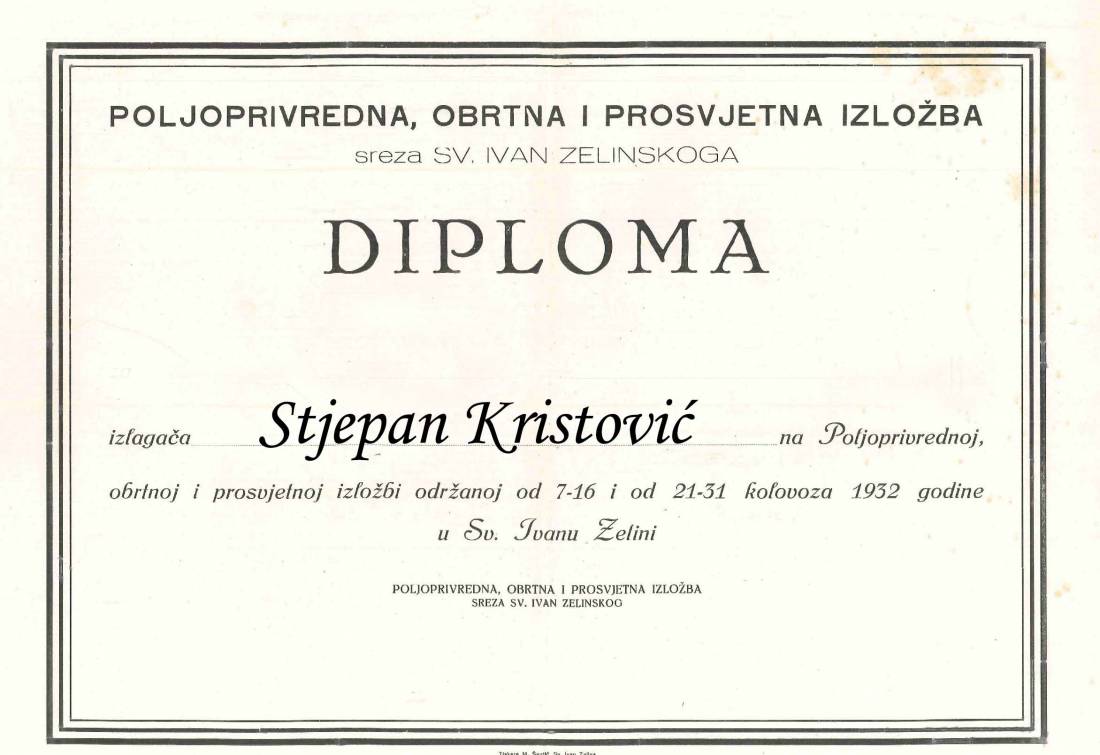 POLJOPRIVREDNA, OBRTNA I PROSVJETNA IZLOŽBA
sreza SV. IVAN ZELINSKOGA
DIPLOMA
izlagača Stjepan Kristović na Poljoprivrednoj,
obrtnoj i prosvjetnoj izložbi održanoj od 7-16 i od 21-31 kolovoza 1932 godine
u Sv. Ivanu Zelini
POLJOPRIVREDNA, OBRTNA I PROSVJETNA IZLOŽBA
SREZA SV. IVAN ZELINSKOG